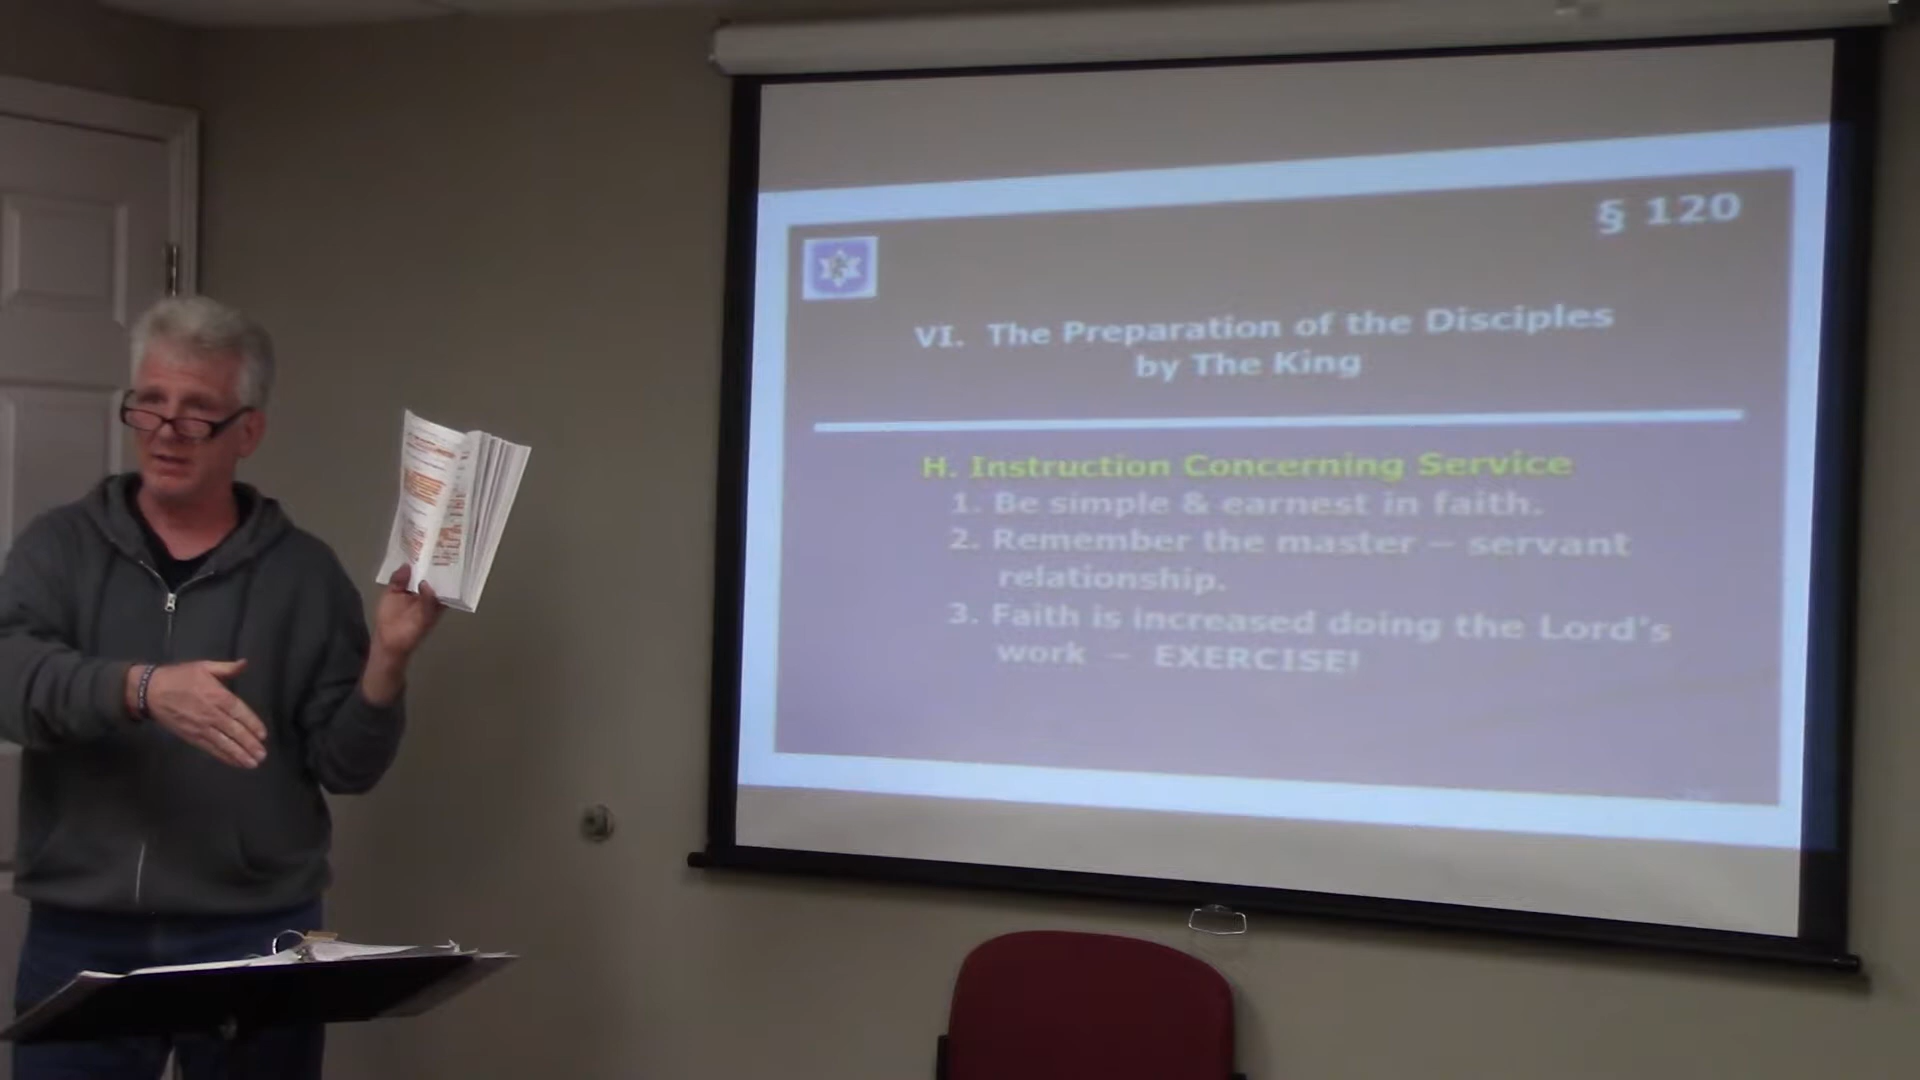 § 120
VI. The Preparation of the Disciples
by The King
H. Instruction Concerning Service
1. Be simple & earnest in faith.
2. Remember the master – servant
relationship.
3. Faith is increased doing the Lord's
work – EXERCISE!